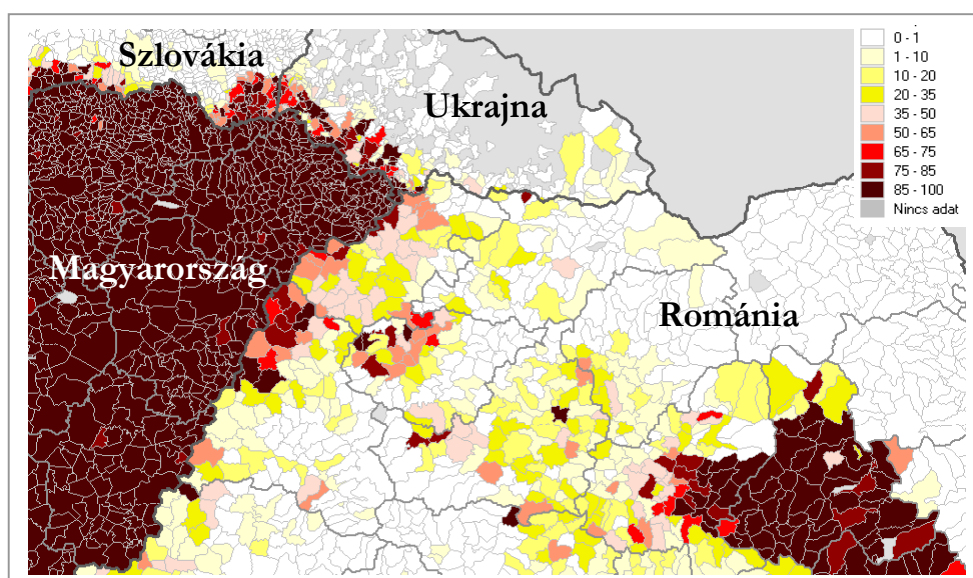 Szlovákia
Ukrajna
Magyarország
Románia
0 - 1
1 - 10
10 - 20
20 - 35
35 - 50
50 - 65
65 - 75
75 - 85
85 - 100
Nincs adat